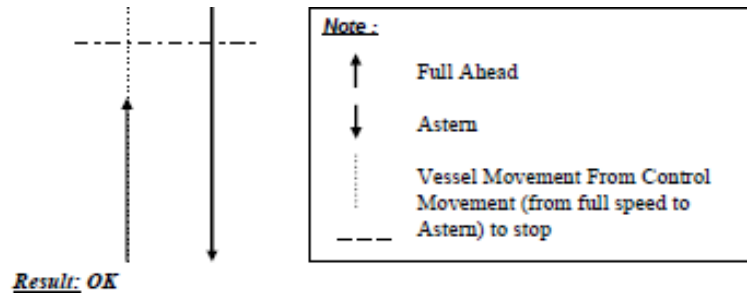 Note :
Full Ahead
Astern
Vessel Movement From Control
Movement (from full speed to
Astern) to stop
Result: OK